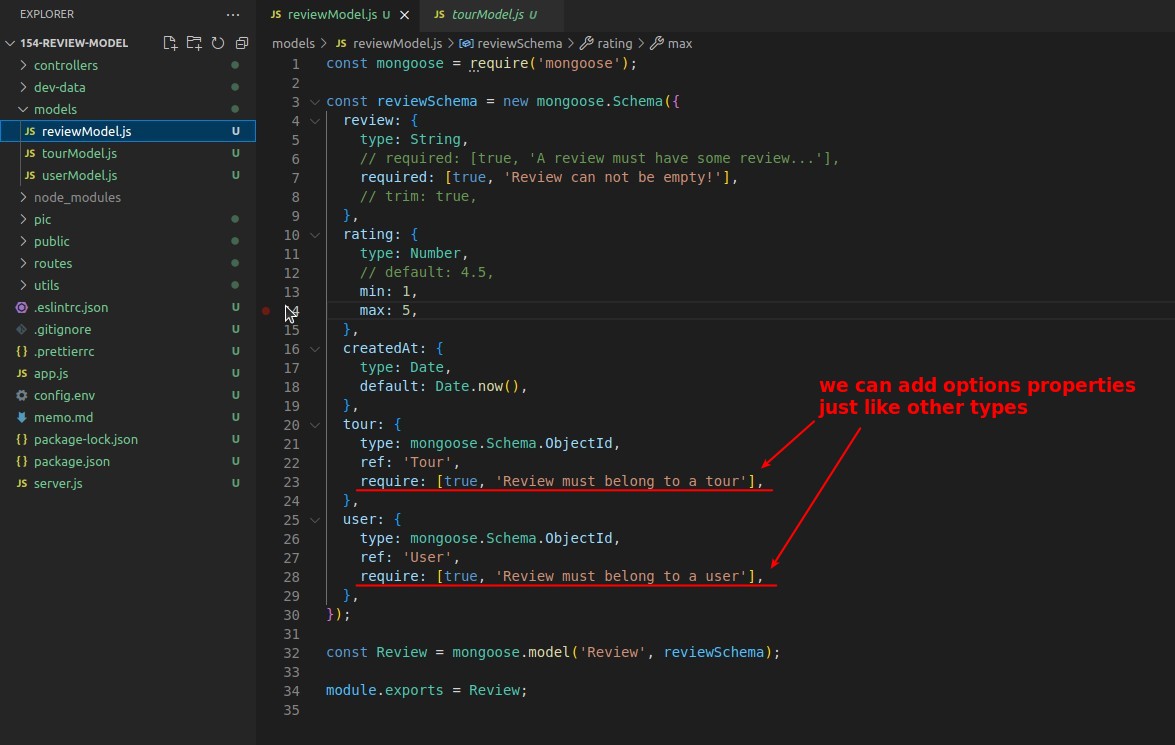 EXPLORER ...
154-REVIEW-MODEL
controllers
dev-data
models
JS reviewModel.js U
JS tourModel.js U
JS userModel.js U
node_modules
pic
public
routes
utils
.eslintrc.json U
.gitignore U
{} .prettierrc U
JS app.js U
config.env U
memo.md U
{} package-lock.json U
{} package.json U
JS server.js U
JS reviewModel.js U × JS tourModel.js U
models > JS reviewModel.js > reviewSchema > rating > max
1 const mongoose = require('mongoose');
2
3 const reviewSchema = new mongoose.Schema({
4 review: {
5 type: String,
6 // required: [true, 'A review must have some review...'],
7 required: [true, 'Review can not be empty!'],
8 // trim: true,
9 },
10 rating: {
11 type: Number,
12 // default: 4.5,
13 min: 1,
14 max: 5,
15 },
16 createdAt: {
17 type: Date,
18 default: Date.now(),
19 },
20 tour: {
21 type: mongoose.Schema.ObjectId,
22 ref: 'Tour',
23 require: [true, 'Review must belong to a tour'],
24 },
25 user: {
26 type: mongoose.Schema.ObjectId,
27 ref: 'User',
28 require: [true, 'Review must belong to a user'],
29 },
30 });
31
32 const Review = mongoose.model('Review', reviewSchema);
33
34 module.exports = Review;
35
we can add options properties
just like other types